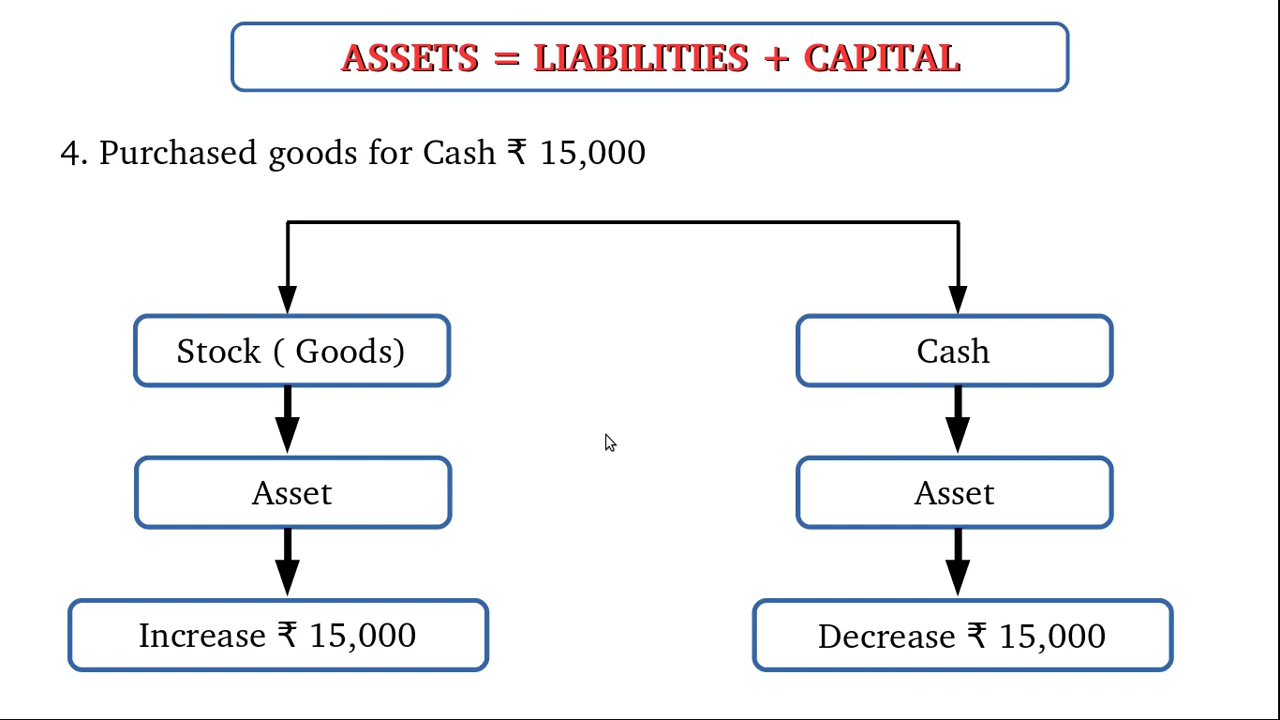 ASSETS = LIABILITIES + CAPITAL
4. Purchased goods for Cash ₹ 15,000
Stock ( Goods)
Cash
Asset
Asset
Increase ₹ 15,000
Decrease ₹ 15,000